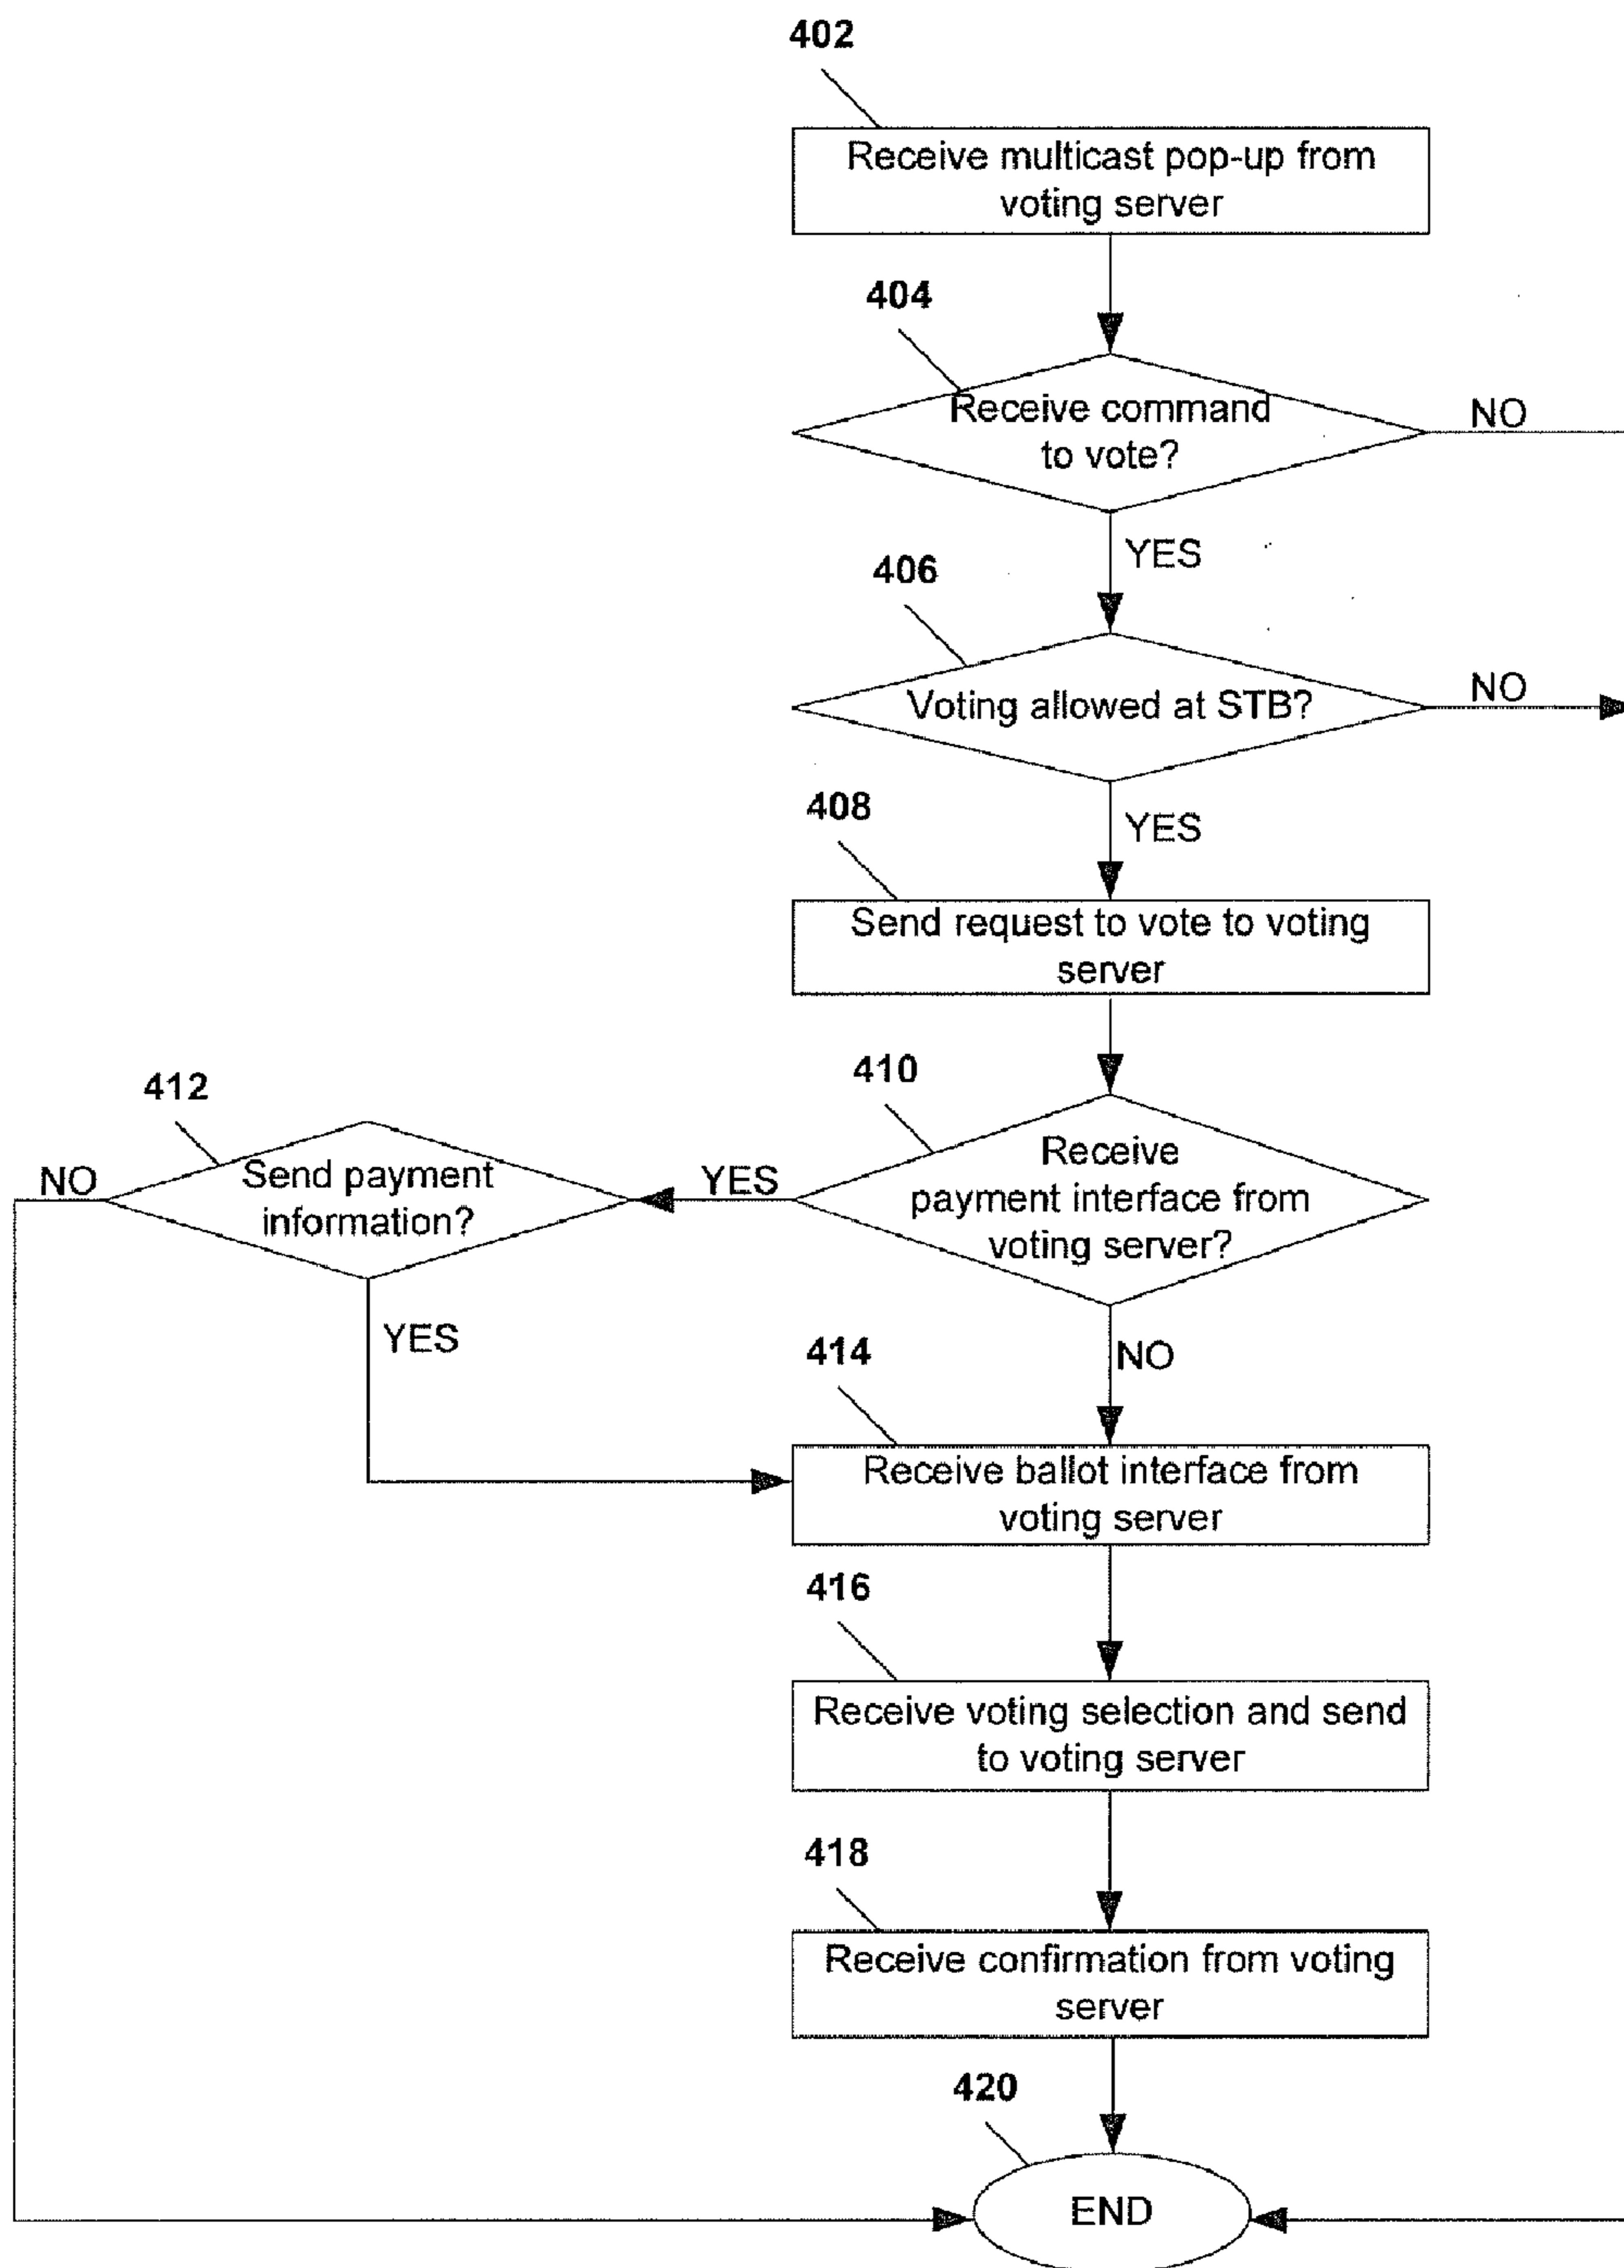 402
Receive multicast pop-up from
voting server
404
Receive command
to vote?
NO
YES
406
Voting allowed at STB?
NO
YES
408
Send request to vote to voting
server
410
Receive
payment interface from
voting server?
YES
412
Send payment
information?
NO
YES
NO
414
Receive ballot interface from
voting server
416
Receive voting selection and send
to voting server
418
Receive confirmation from voting
server
420
END